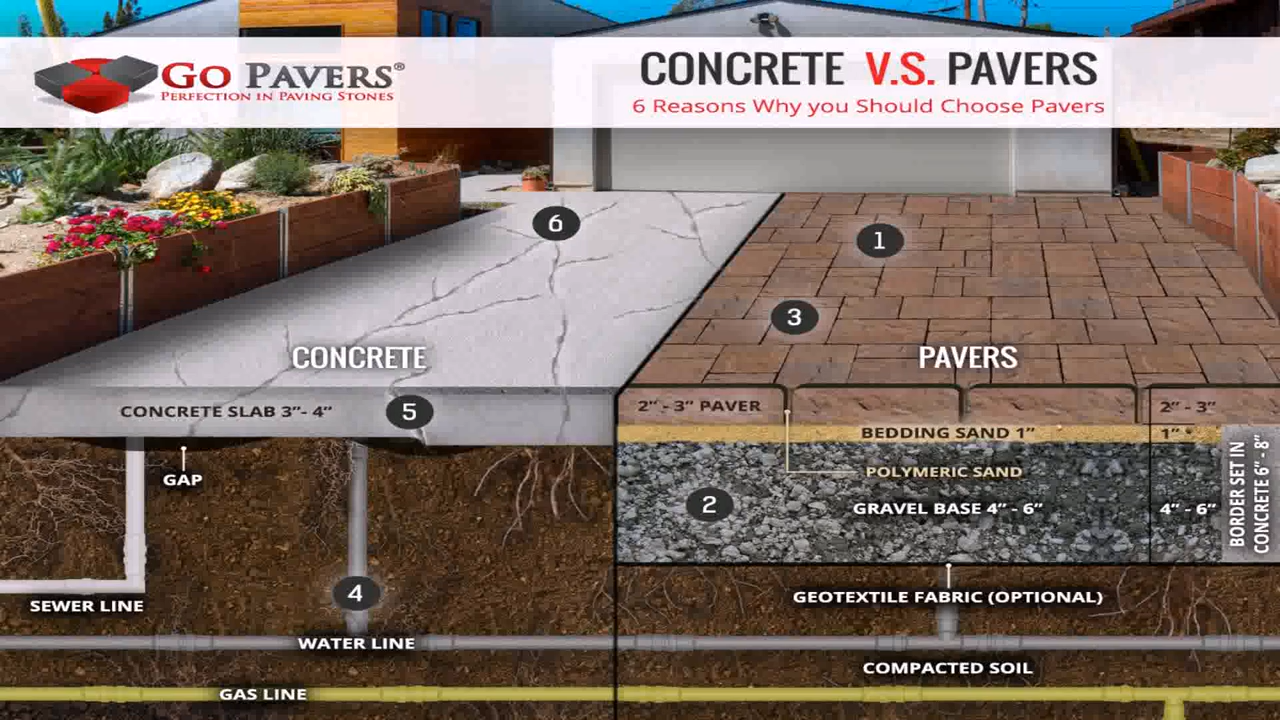 GO PAVERS®
PERFECTION IN PAVING STONES
CONCRETE V.S. PAVERS
6 Reasons Why you Should Choose Pavers
6
1
3
CONCRETE
PAVERS
CONCRETE SLAB 3”- 4”
5
2” - 3” PAVER
2” - 3”
BEDDING SAND 1”
1”
GAP
POLYMERIC SAND
2
GRAVEL BASE 4” - 6”
4” - 6”
BORDER SET IN
CONCRETE 6” - 8”
4
SEWER LINE
GEOTEXTILE FABRIC (OPTIONAL)
WATER LINE
COMPACTED SOIL
GAS LINE